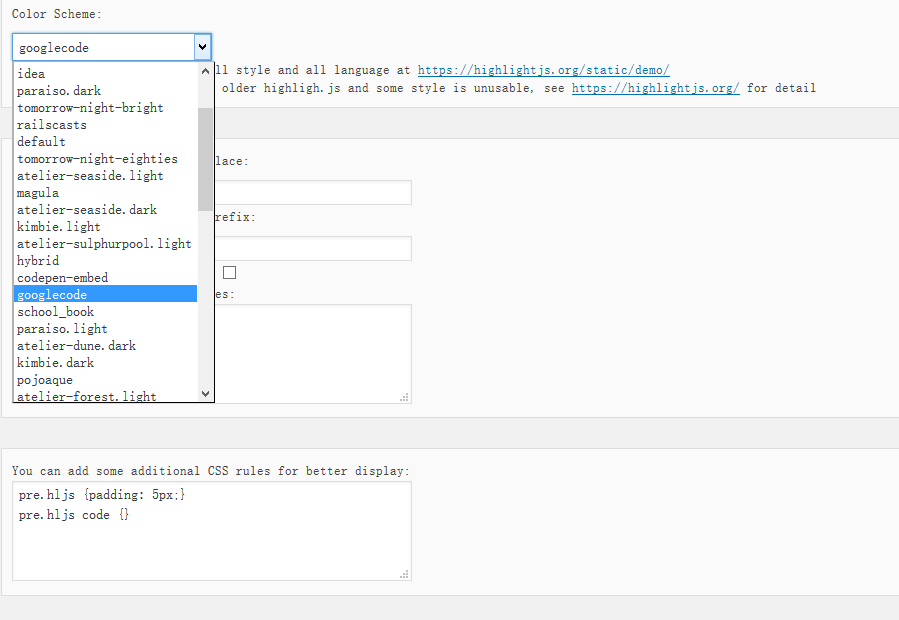 Color Scheme:
googlecode
idea
paraiso.dark
tomorrow-night-bright
railscasts
default
tomorrow-night-eighties
atelier-seaside.light
magula
atelier-seaside.dark
kimbie.light
atelier-sulphurpool.light
hybrid
codepen-embed
googlecode
school_book
paraiso.light
atelier-dune.dark
kimbie.dark
pojoaque
atelier-forest.light
ll style and all language at https://highlightjs.org/static/demo/
older highligh.js and some style is unusable, see https://highlightjs.org/ for detail
lace:
refix:
es:
You can add some additional CSS rules for better display:
pre.hljs {padding: 5px;}
pre.hljs code {}